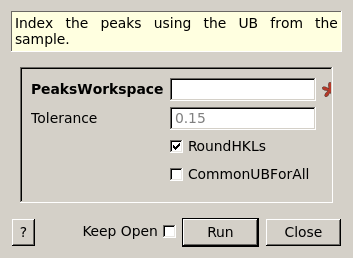 Index the peaks using the UB from the
sample.
PeaksWorkspace
Tolerance 0.15
RoundHKLs
CommonUBForAll
? Keep Open Run Close